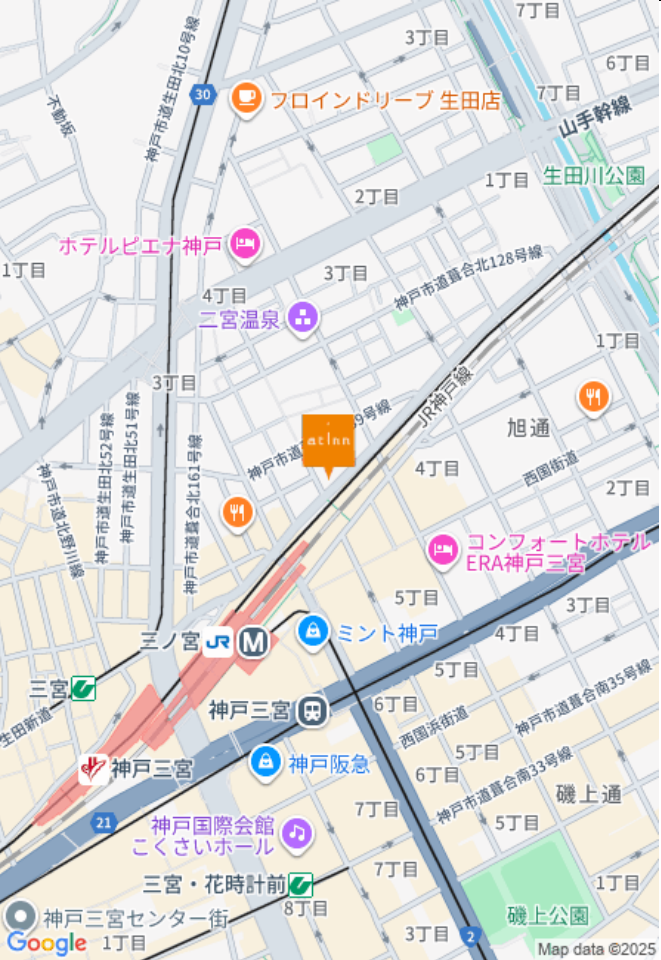 7丁目
3丁目
6丁目
神戸市道生田北10号線
30
フロインドリーブ 生田店
7丁目
山手幹線
不動坂
1丁目
生田川公園
2丁目
ホテルピエナ神戸
1丁目
3丁目
神戸市道葺合北128号線
4丁目
二宮温泉
1丁目
3丁目
JR神戸線
atinn
旭通
4丁目
西国街道
神戸市道生田北52号線
神戸市道生田北51号線
神戸市道葺合北161号線
神戸市道北野川線
2丁目
コンフォートホテル
ERA神戸三宮
5丁目
3丁目
三ノ宮
JR
M
ミント神戸
4丁目
三宮
5丁目
神戸三宮
6丁目
西国浜街道
神戸市道葺合南35号線
生田新道
神戸三宮
神戸阪急
5丁目
6丁目
神戸市道葺合南33号線
磯上通
21
7丁目
5丁目
神戸国際会館
こくさいホール
7丁目
三宮・花時計前
1丁目
8丁目
磯上公園
神戸三宮センター街
3丁目
2
Google
1丁目
Map data ©2025